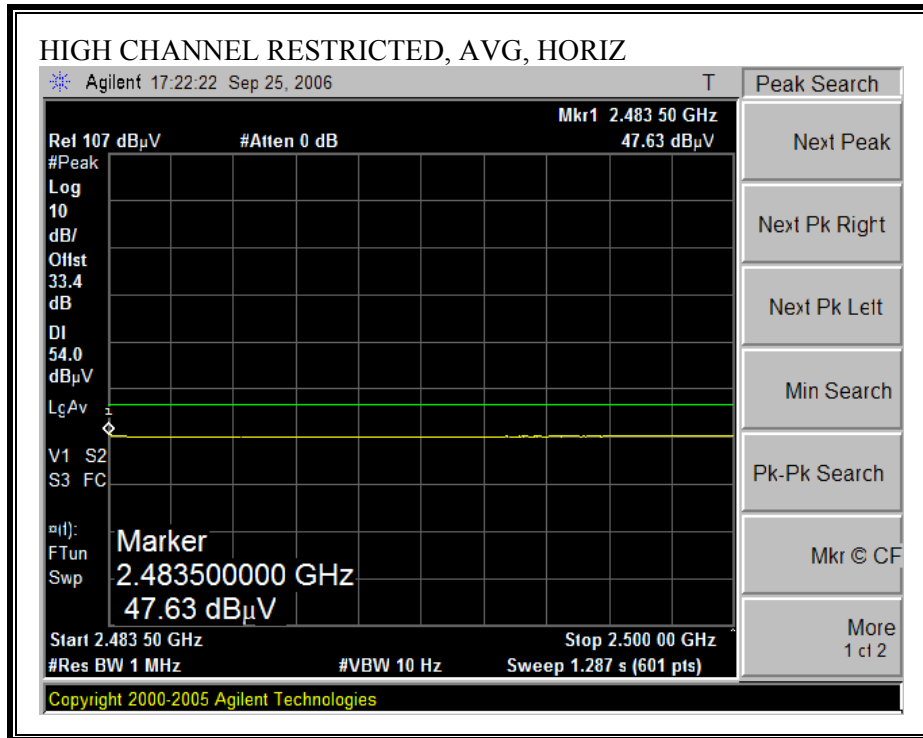 HIGH CHANNEL RESTRICTED, AVG, HORIZ
Agilent 17:22:22 Sep 25, 2006 T
Peak Search
Mkr1 2.483 50 GHz
Ref 107 dBµV #Atten 0 dB 47.63 dBµV
#Peak
Log
10
dB/
Offst
33.4
dB
DI
54.0
dBµV
LgAv
1
V1 S2
S3 FC
¤(f):
FTun
Swp
Marker
2.483500000 GHz
47.63 dBµV
Start 2.483 50 GHz Stop 2.500 00 GHz ^
#Res BW 1 MHz #VBW 10 Hz Sweep 1.287 s (601 pts)
Copyright 2000-2005 Agilent Technologies
Next Peak
Next Pk Right
Next Pk Left
Min Search
Pk-Pk Search
Mkr © CF
More
1 of 2